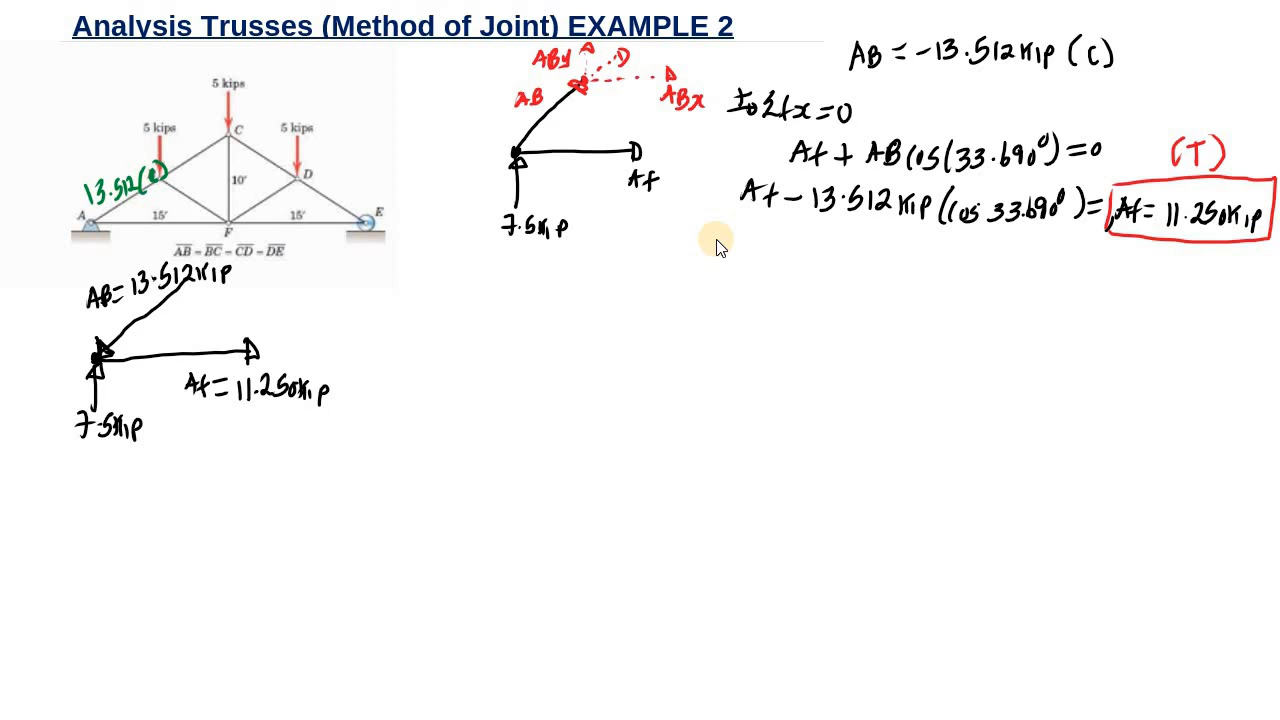 Analysis Trusses (Method of Joint) EXAMPLE 2
5 kips
C
5 kips
5 kips
13.512(C)
10'
D
A
15'
15'
E
F
AB = BC = CD = DE
AB = 13.512 Kip
Af = 11.250 Kip
7.5 Kip
ABy
AB
ABx
Af
7.5 Kip
AB = -13.512 Kip (C)
Σfx = 0
Af + AB cos (33.690°) = 0
(T)
Af - 13.512 Kip (cos 33.690°) =
Af = 11.250 Kip